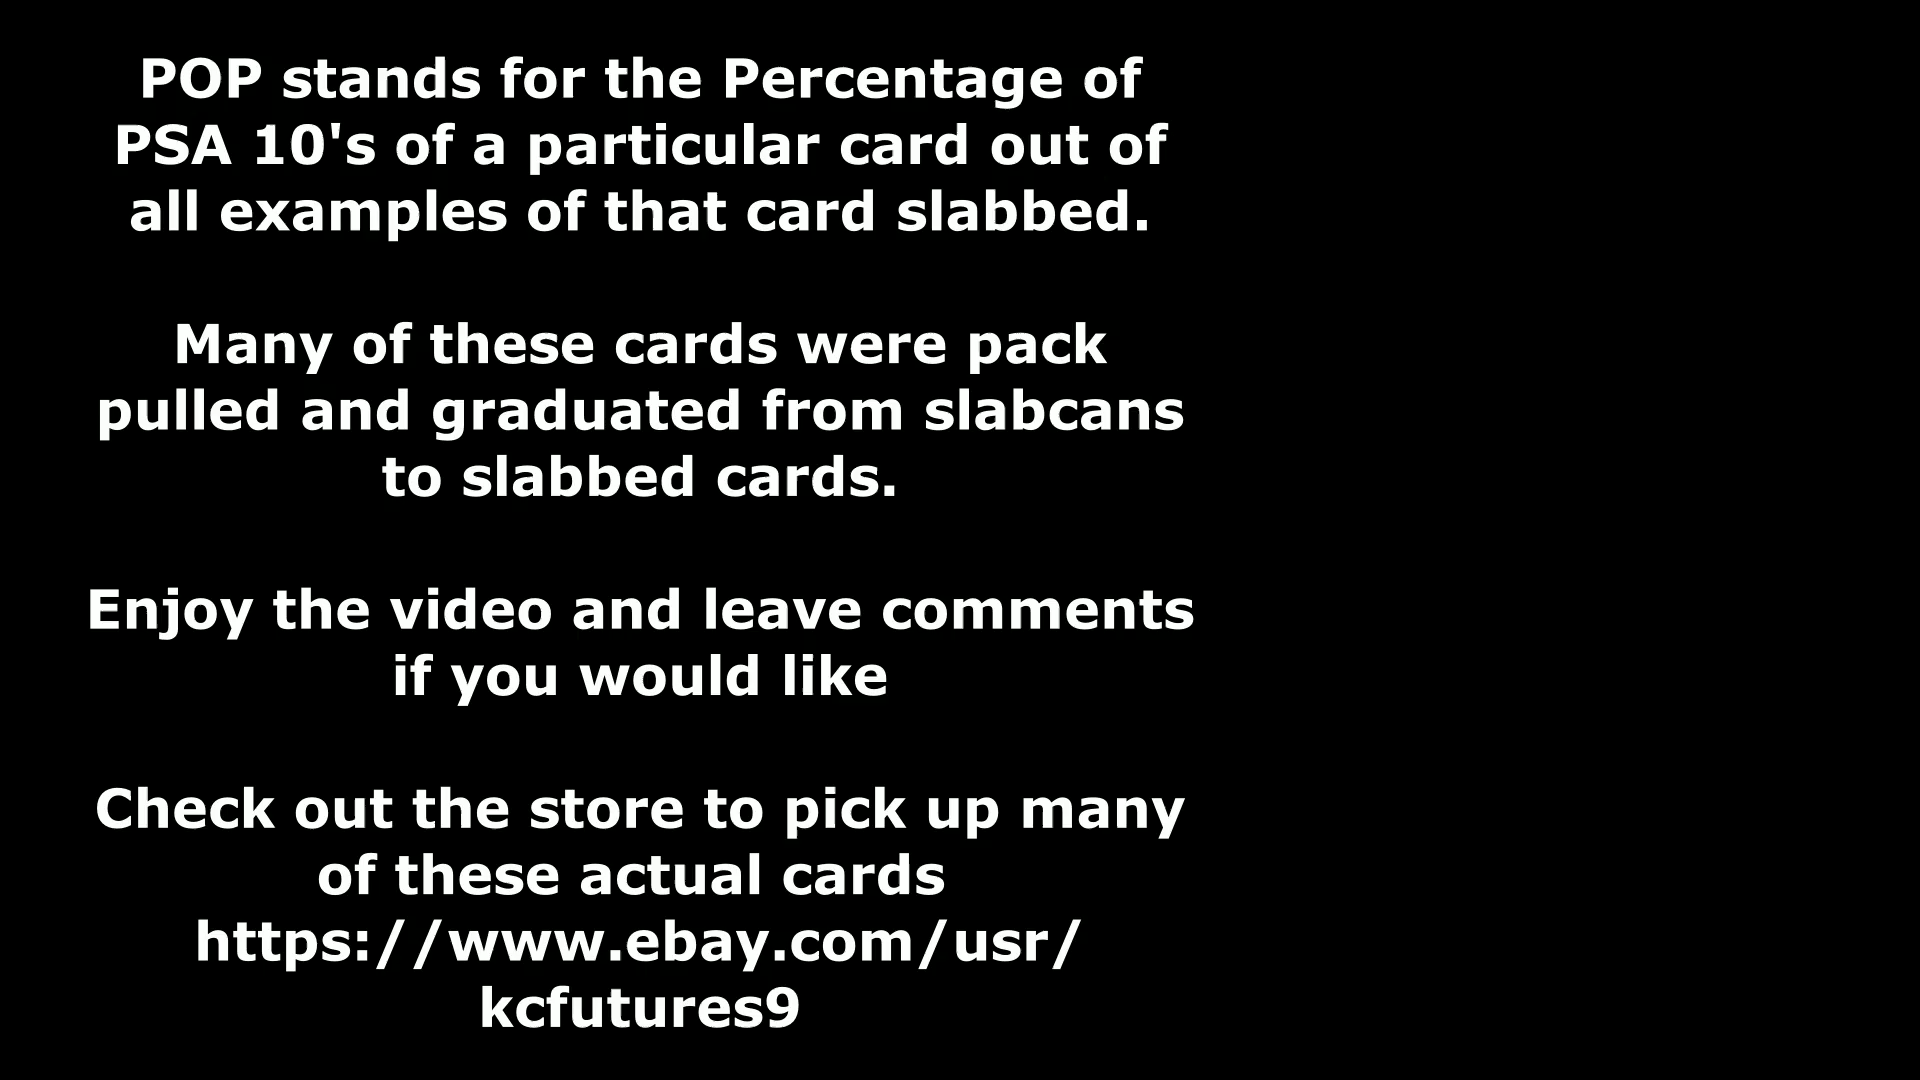 POP stands for the Percentage of
PSA 10's of a particular card out of
all examples of that card slabbed.
Many of these cards were pack
pulled and graduated from slabcans
to slabbed cards.
Enjoy the video and leave comments
if you would like
Check out the store to pick up many
of these actual cards
https://www.ebay.com/usr/
kcfutures9